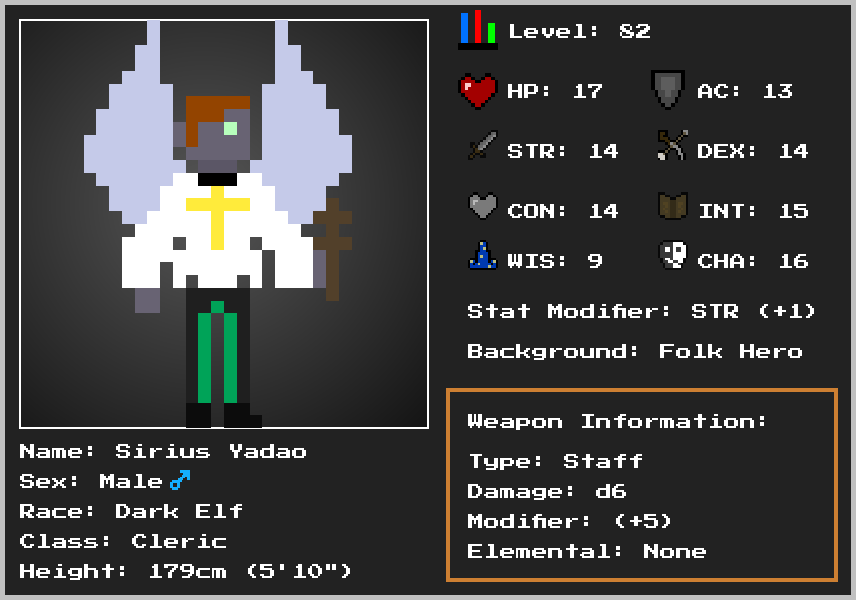 Level: 82
HP: 17
AC: 13
STR: 14
DEX: 14
CON: 14
INT: 15
WIS: 9
CHA: 16
Stat Modifier: STR (+1)
Background: Folk Hero
Weapon Information:
Type: Staff
Damage: d6
Modifier: (+5)
Elemental: None
Name: Sirius Yadao
Sex: Male♂
Race: Dark Elf
Class: Cleric
Height: 179cm (5'10")